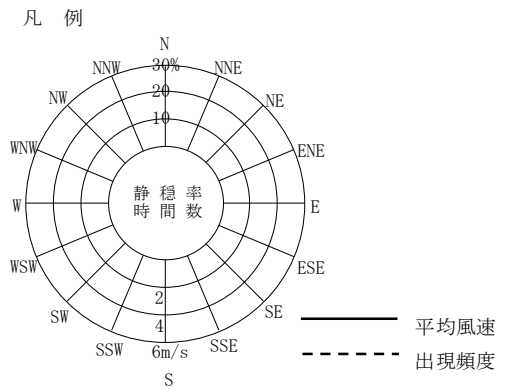 凡 例
N
NNW 30% NNE
NW 20 NE
10
WNW ENE
静 穏 率
W 時 間 数 E
WSW ESE
2
SW 4 SE
SSW 6m/s SSE
S
平均風速
出現頻度